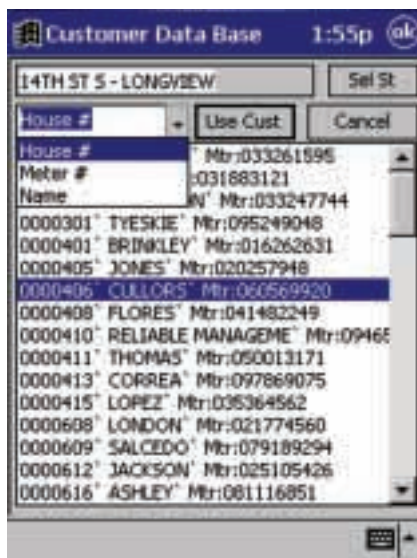 Customer Data Base 1:55p ok
14TH ST S - LONGVIEW Sel St
House # Use Cust Cancel
House # Mtr:033261595
Meter # :031883121
Name N` Mtr:033247744
0000301` TYESKIE` Mtr:095249048
0000401` BRINKLEY` Mtr:016262631
0000405` JONES` Mtr:020257948
0000406` CULLORS` Mtr:060569920
0000408` FLORES` Mtr:041482249
0000410` RELIABLE MANAGEME` Mtr:09465
0000411` THOMAS` Mtr:050013171
0000413` CORREA` Mtr:097869075
0000415` LOPEZ` Mtr:035364562
0000608` LONDON` Mtr:021774560
0000609` SALCEDO` Mtr:079189294
0000612` JACKSON` Mtr:025105426
0000616` ASHLEY` Mtr:081116851